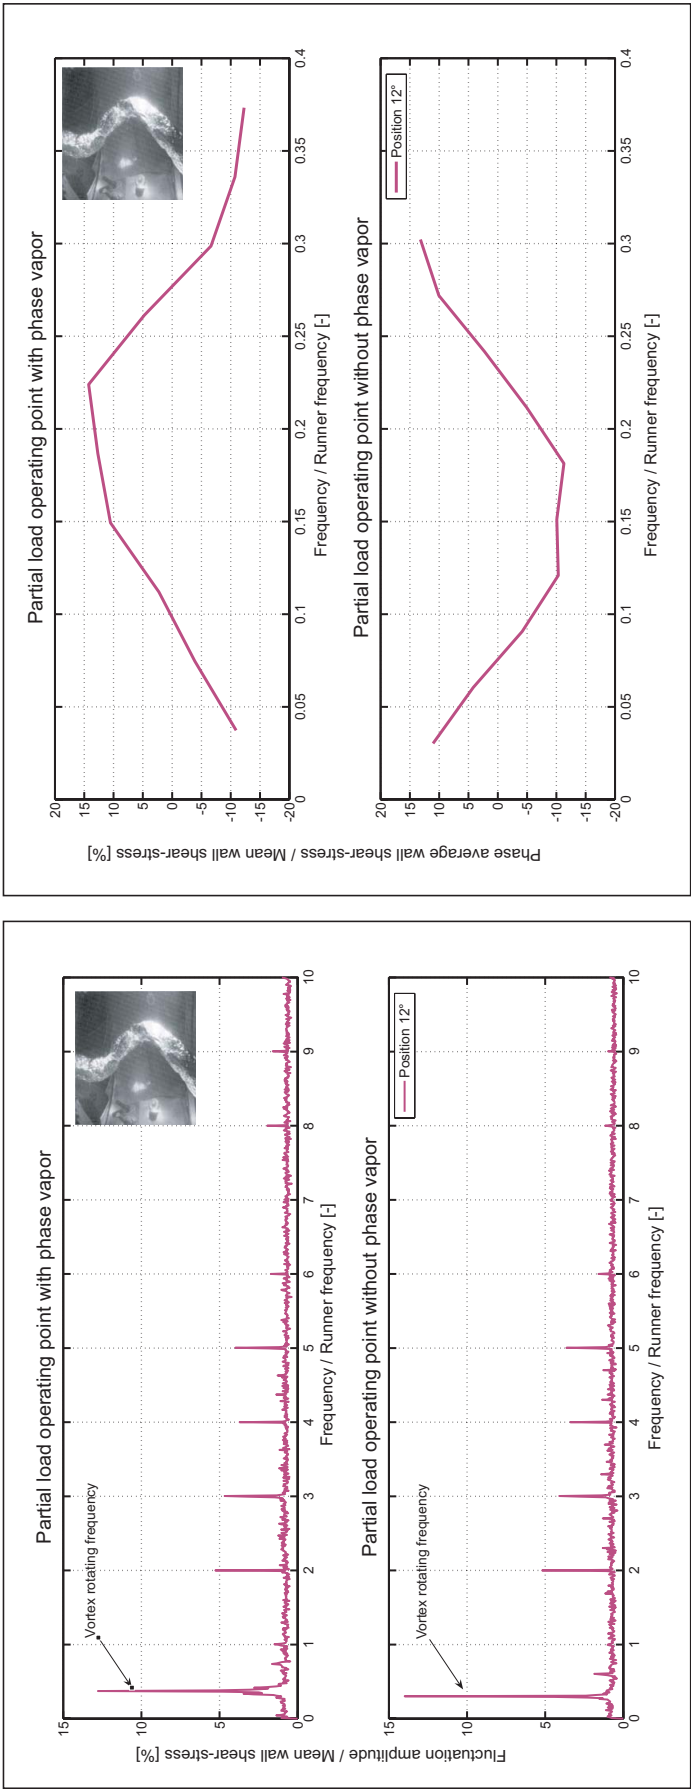 Partial load operating point with phase vapor
Vortex rotating frequency
15
10
5
0
0 1 2 3 4 5 6 7 8 9 10
Frequency / Runner frequency [-]
Fluctuation amplitude / Mean wall shear-stress [%]
Partial load operating point without phase vapor
Position 12°
Vortex rotating frequency
15
10
5
0
0 1 2 3 4 5 6 7 8 9 10
Frequency / Runner frequency [-]
Partial load operating point with phase vapor
20
15
10
5
0
-5
-10
-15
-20
0 0.05 0.1 0.15 0.2 0.25 0.3 0.35 0.4
Frequency / Runner frequency [-]
Phase average wall shear-stress / Mean wall shear-stress [%]
Partial load operating point without phase vapor
Position 12°
20
15
10
5
0
-5
-10
-15
-20
0 0.05 0.1 0.15 0.2 0.25 0.3 0.35 0.4
Frequency / Runner frequency [-]